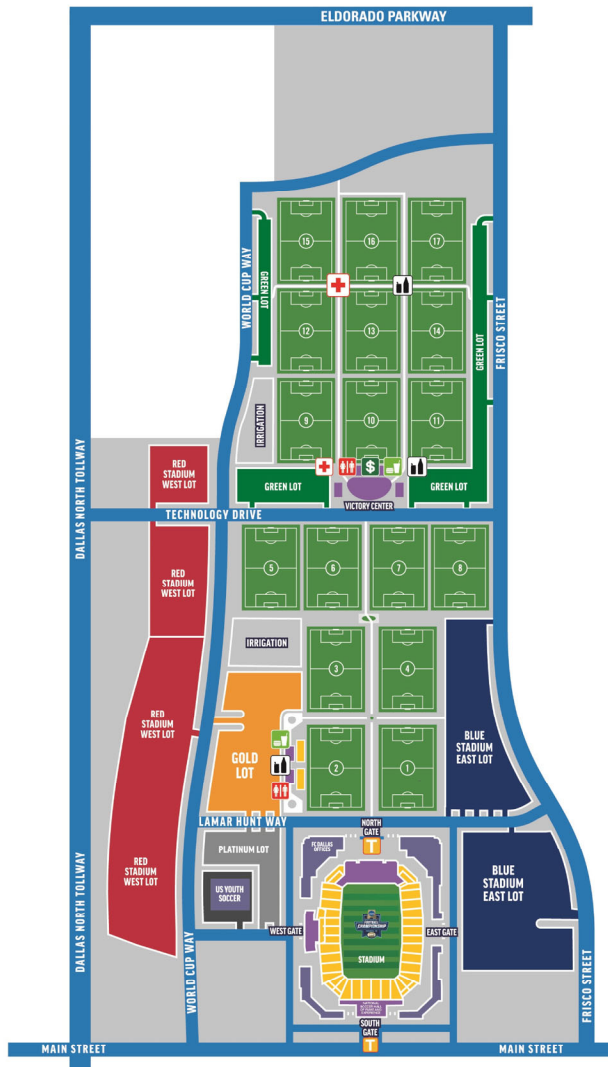 ELDORADO PARKWAY
15
16
17
WORLD CUP WAY
GREEN LOT
FRISCO STREET
12
13
14
GREEN LOT
9
10
11
IRRIGATION
DALLAS NORTH TOLLWAY
RED
STADIUM
WEST LOT
$
GREEN LOT
GREEN LOT
VICTORY CENTER
TECHNOLOGY DRIVE
5
6
7
8
RED
STADIUM
WEST LOT
IRRIGATION
3
4
RED
STADIUM
WEST LOT
GOLD
LOT
BLUE
STADIUM
EAST LOT
2
1
LAMAR HUNT WAY
NORTH
GATE
T
PLATINUM LOT
FC DALLAS
OFFICES
RED
STADIUM
WEST LOT
BLUE
STADIUM
EAST LOT
US YOUTH
SOCCER
DALLAS NORTH TOLLWAY
WEST GATE
CHAMPIONSHIP
EAST GATE
STADIUM
WORLD CUP WAY
FRISCO STREET
NATIONAL
SOCCER HALL
SOUTH
GATE
T
MAIN STREET
MAIN STREET